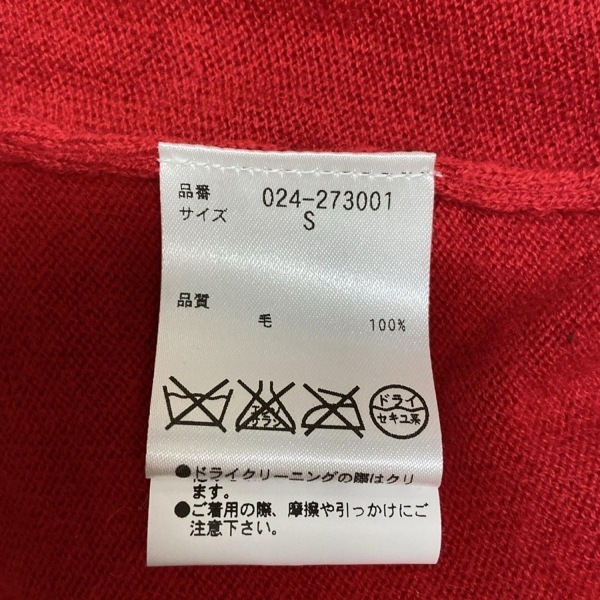 品番 024-273001
サイズ S
品質
毛 100%
エンソ
サラシ
ドライ
セキユ系
●ドライクリーニングの際はクリ
ます。
●ご着用の際、摩擦や引っかけにご
注意下さい。